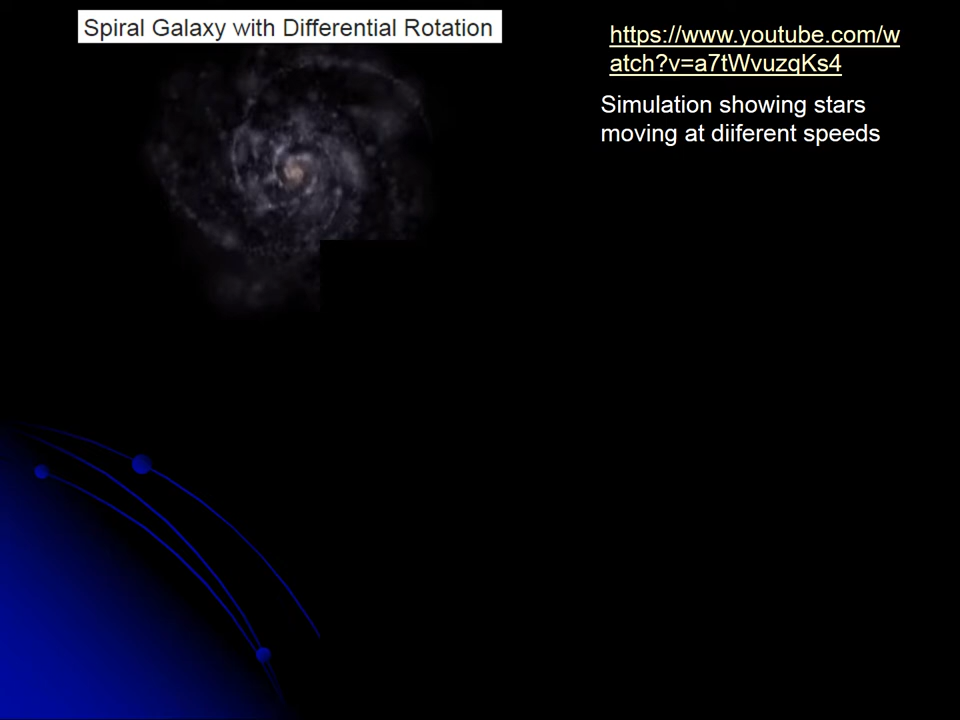 Spiral Galaxy with Differential Rotation
https://www.youtube.com/w
atch?v=a7tWvuzqKs4
Simulation showing stars
moving at diiferent speeds